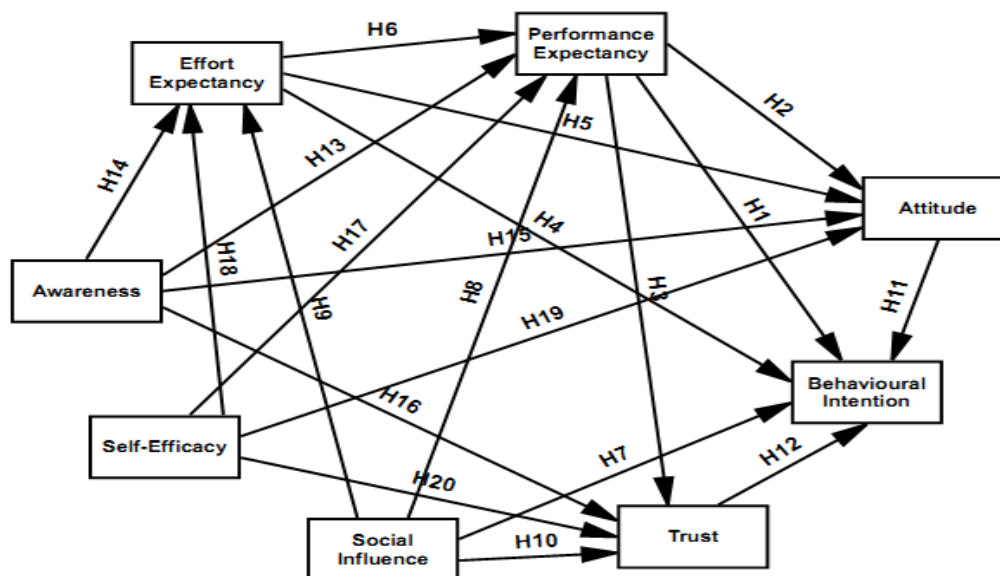 H6
Performance
Expectancy
Effort
Expectancy
H2
H5
H13
H14
H1
Attitude
H4
H17
H15
H18
Awareness
H3
H8
H9
H11
H19
Behavioural
Intention
H16
Self-Efficacy
H7
H12
H20
Social
Influence
H10
Trust